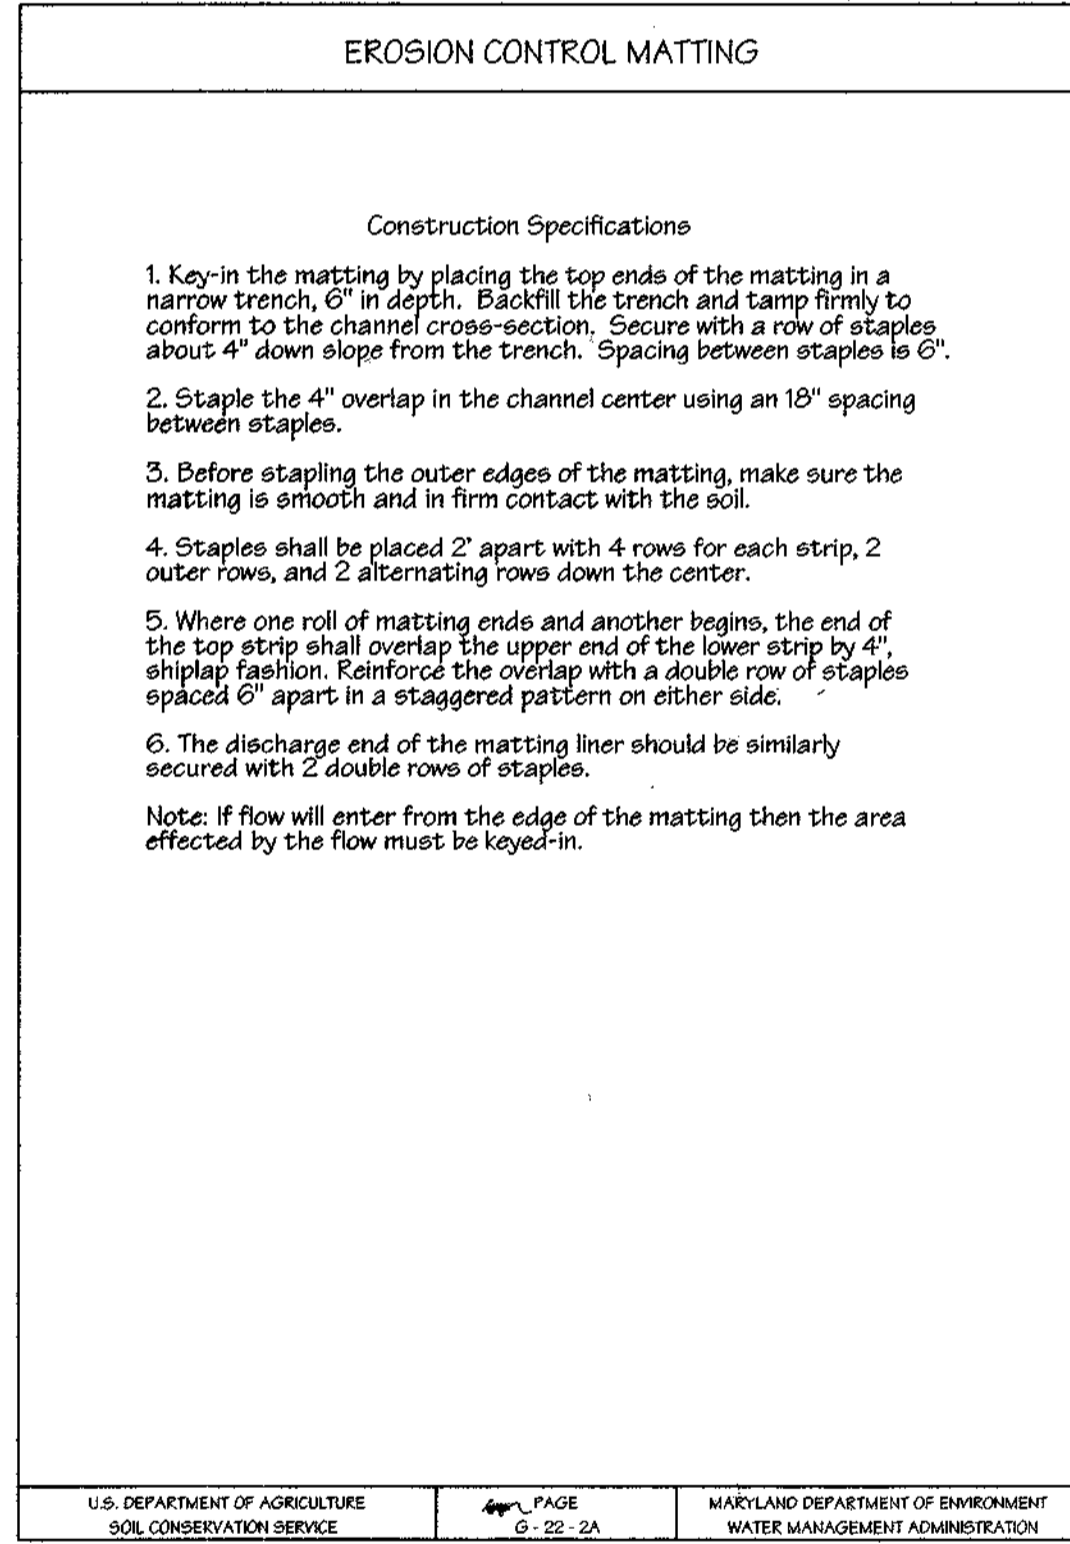 EROSION CONTROL MATTING
Construction Specifications
1. Key-in the matting by placing the top ends of the matting in a
narrow trench, 6" in depth. Backfill the trench and tamp firmly to
conform to the channel cross-section. Secure with a row of staples
about 4" down slope from the trench. Spacing between staples is 6".
2. Staple the 4" overlap in the channel center using an 18" spacing
between staples.
3. Before stapling the outer edges of the matting, make sure the
matting is smooth and in firm contact with the soil.
4. Staples shall be placed 2' apart with 4 rows for each strip, 2
outer rows, and 2 alternating rows down the center.
5. Where one roll of matting ends and another begins, the end of
the top strip shall overlap the upper end of the lower strip by 4",
shiplap fashion. Reinforce the overlap with a double row of staples
spaced 6" apart in a staggered pattern on either side.
6. The discharge end of the matting liner should be similarly
secured with 2 double rows of staples.
Note: If flow will enter from the edge of the matting then the area
effected by the flow must be keyed-in.
U.S. DEPARTMENT OF AGRICULTURE
SOIL CONSERVATION SERVICE
PAGE
G - 22 - 2A
MARYLAND DEPARTMENT OF ENVIRONMENT
WATER MANAGEMENT ADMINISTRATION